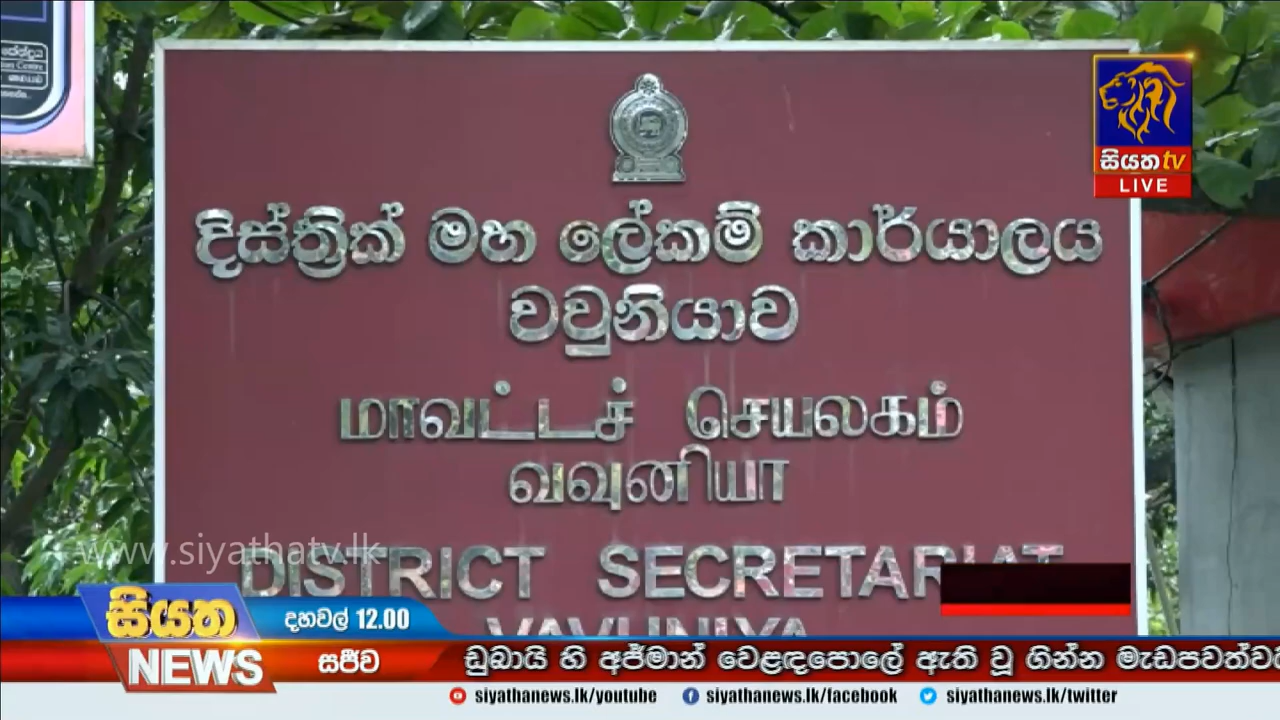 සියත tv
LIVE
දිස්ත්‍රික් මහ ලේකම් කාර්යාලය
වවුනියාව
மாவட்டச் செயலகம்
வவுனியா
www.siyathatv.lk
DISTRICT SECRETARIAT
VAVUNIYA
සියත
NEWS
දහවල් 12.00
සජීව
ඩුබායි හි අජ්මාන් වෙළඳපොලේ ඇති වූ ගින්න
siyathanews.lk/youtube
siyathanews.lk/facebook
siyathanews.lk/twitter